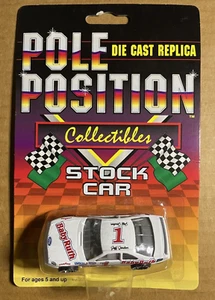 POLE
DIE CAST REPLICA
POSITION
TM
Collectibles
STOCK
CAR
Baby Ruth
1
For ages 5 and up